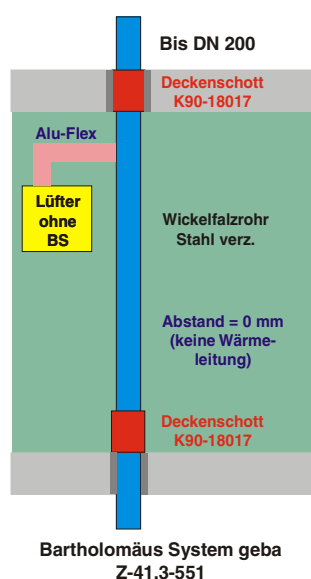 Bis DN 200
Deckenschott
K90-18017
Alu-Flex
Lüfter
ohne
BS
Wickelfalzrohr
Stahl verz.
Abstand = 0 mm
(keine Wärme-
leitung)
Deckenschott
K90-18017
Bartholomäus System geba
Z-41.3-551